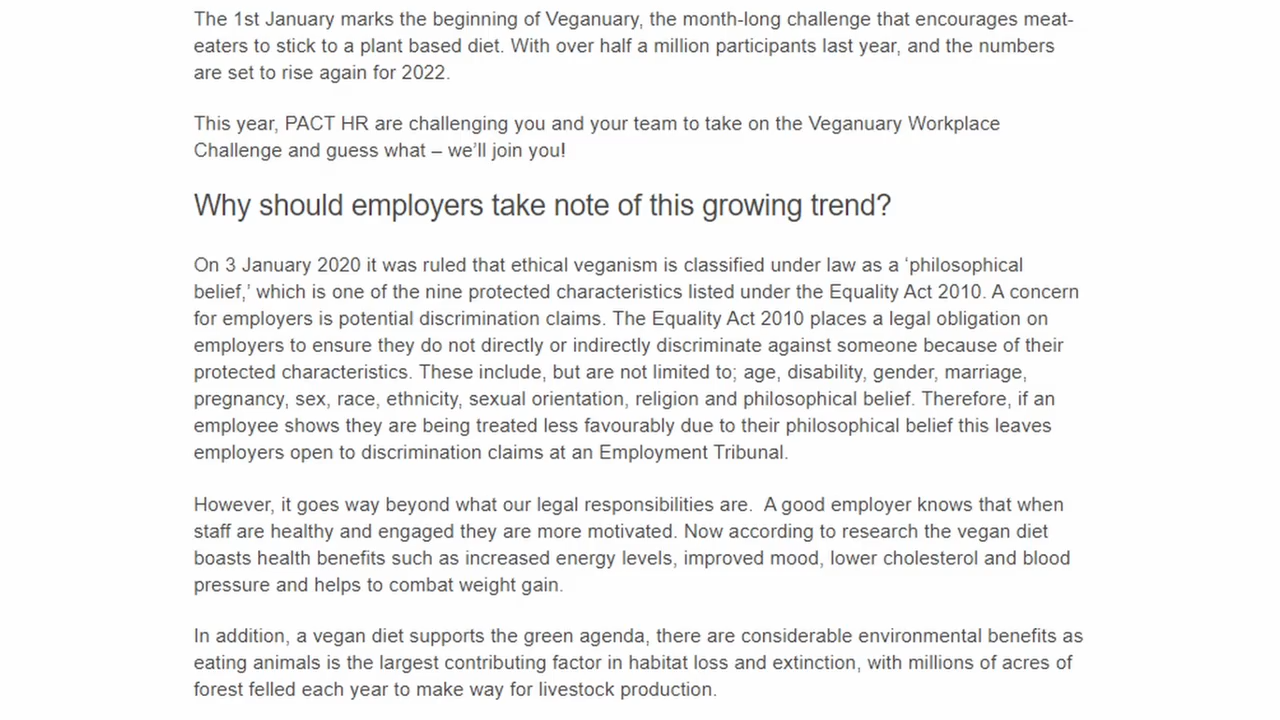 The 1st January marks the beginning of Veganuary, the month-long challenge that encourages meat-
eaters to stick to a plant based diet. With over half a million participants last year, and the numbers
are set to rise again for 2022.
This year, PACT HR are challenging you and your team to take on the Veganuary Workplace
Challenge and guess what – we’ll join you!
Why should employers take note of this growing trend?
On 3 January 2020 it was ruled that ethical veganism is classified under law as a ‘philosophical
belief,’ which is one of the nine protected characteristics listed under the Equality Act 2010. A concern
for employers is potential discrimination claims. The Equality Act 2010 places a legal obligation on
employers to ensure they do not directly or indirectly discriminate against someone because of their
protected characteristics. These include, but are not limited to; age, disability, gender, marriage,
pregnancy, sex, race, ethnicity, sexual orientation, religion and philosophical belief. Therefore, if an
employee shows they are being treated less favourably due to their philosophical belief this leaves
employers open to discrimination claims at an Employment Tribunal.
However, it goes way beyond what our legal responsibilities are.  A good employer knows that when
staff are healthy and engaged they are more motivated. Now according to research the vegan diet
boasts health benefits such as increased energy levels, improved mood, lower cholesterol and blood
pressure and helps to combat weight gain.
In addition, a vegan diet supports the green agenda, there are considerable environmental benefits as
eating animals is the largest contributing factor in habitat loss and extinction, with millions of acres of
forest felled each year to make way for livestock production.